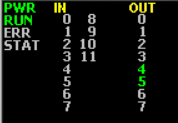 PWR IN OUT
RUN 0 8 0
ERR 1 9 1
STAT 2 10 2
3 11 3
4 4
5 5
6 6
7 7